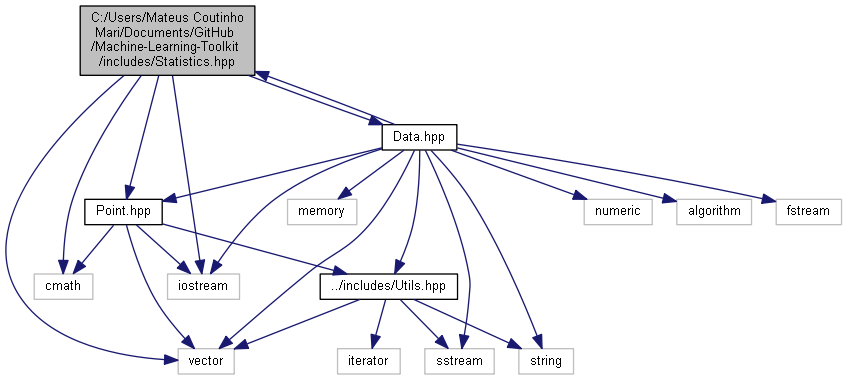 C:/Users/Mateus Coutinho
Mari/Documents/GitHub
/Machine-Learning-Toolkit
/includes/Statistics.hpp
Data.hpp
Point.hpp
memory
numeric
algorithm
fstream
cmath
iostream
../includes/Utils.hpp
vector
iterator
sstream
string